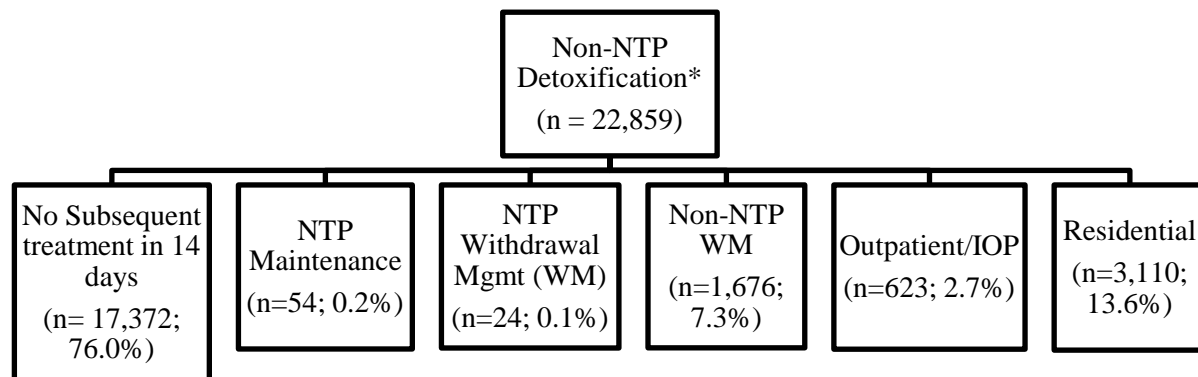 Non-NTP
Detoxification*
(n = 22,859)
No Subsequent
treatment in 14
days
(n= 17,372;
76.0%)
NTP
Maintenance
(n=54; 0.2%)
NTP
Withdrawal
Mgmt (WM)
(n=24; 0.1%)
Non-NTP
WM
(n=1,676;
7.3%)
Outpatient/IOP
(n=623; 2.7%)
Residential
(n=3,110;
13.6%)